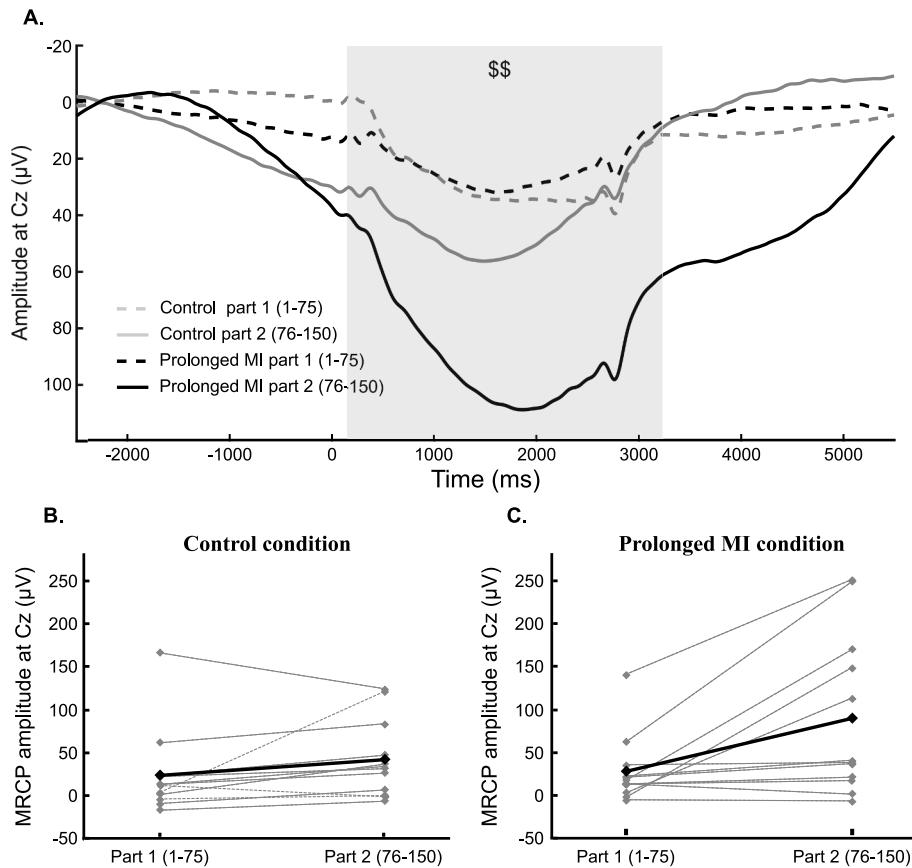 A.
-20
0
20
40
60
80
100
Amplitude at Cz (µV)
$$
Control part 1 (1-75)
Control part 2 (76-150)
Prolonged MI part 1 (1-75)
Prolonged MI part 2 (76-150)
-2000 -1000 0 1000 2000 3000 4000 5000
Time (ms)
B.
Control condition
250
200
150
100
50
0
-50
MRCP amplitude at Cz (µV)
Part 1 (1-75) Part 2 (76-150)
C.
Prolonged MI condition
250
200
150
100
50
0
-50
MRCP amplitude at Cz (µV)
Part 1 (1-75) Part 2 (76-150)